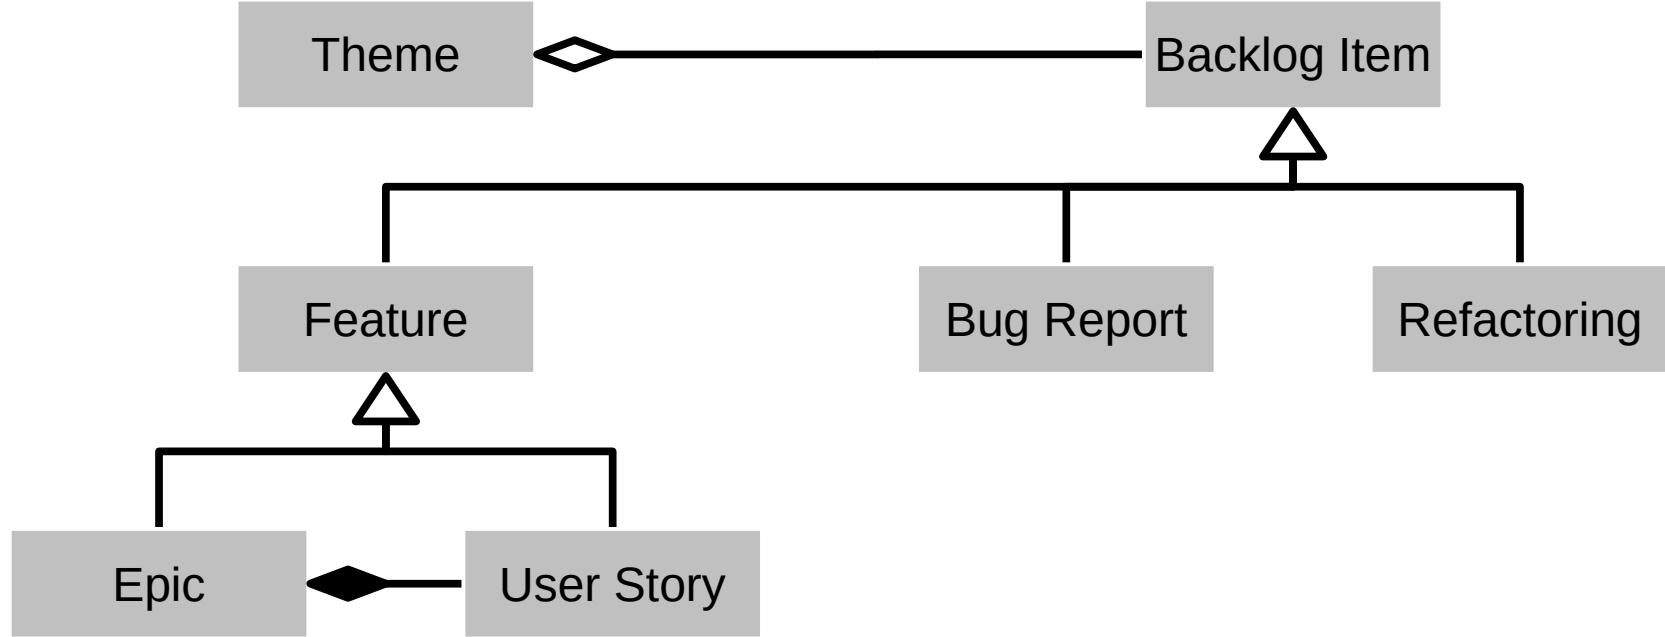 Theme
Backlog Item
Feature
Bug Report
Refactoring
Epic
User Story